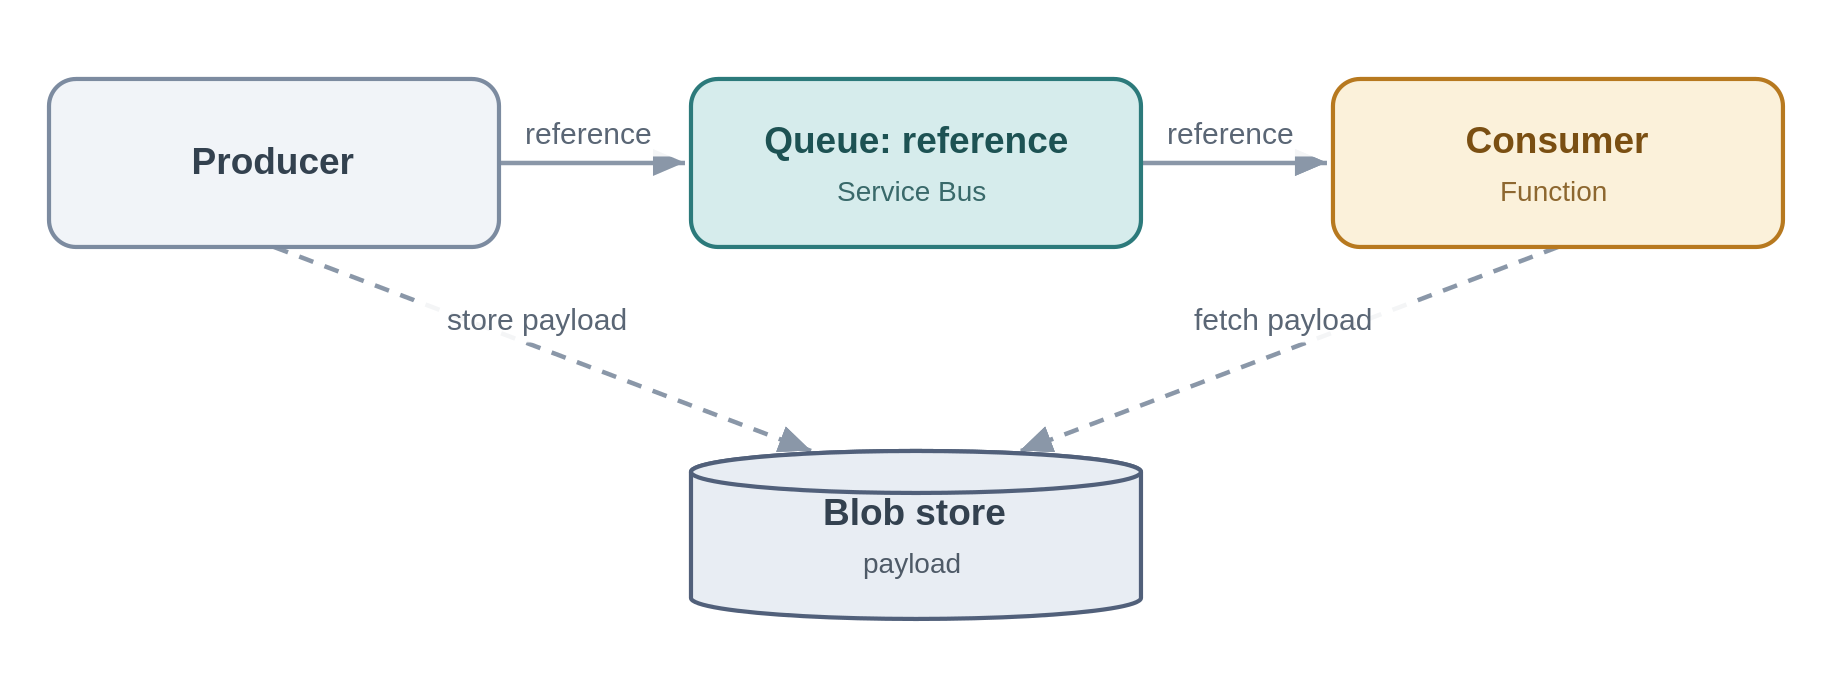 Producer
reference
Queue: reference
Service Bus
reference
Consumer
Function
store payload
fetch payload
Blob store
payload